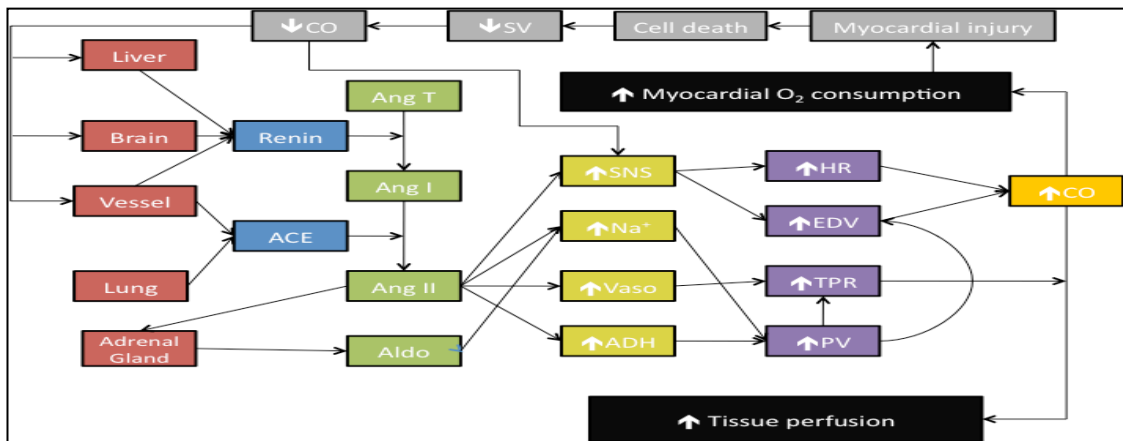 🡇CO
🡇SV
Cell death
Myocardial injury
Liver
Ang T
🡅 Myocardial O₂ consumption
Brain
Renin
🡅SNS
🡅HR
Ang I
🡅CO
Vessel
🡅Na⁺
🡅EDV
ACE
Lung
Ang II
🡅Vaso
🡅TPR
Adrenal
Gland
Aldo
🡅ADH
🡅PV
🡅 Tissue perfusion